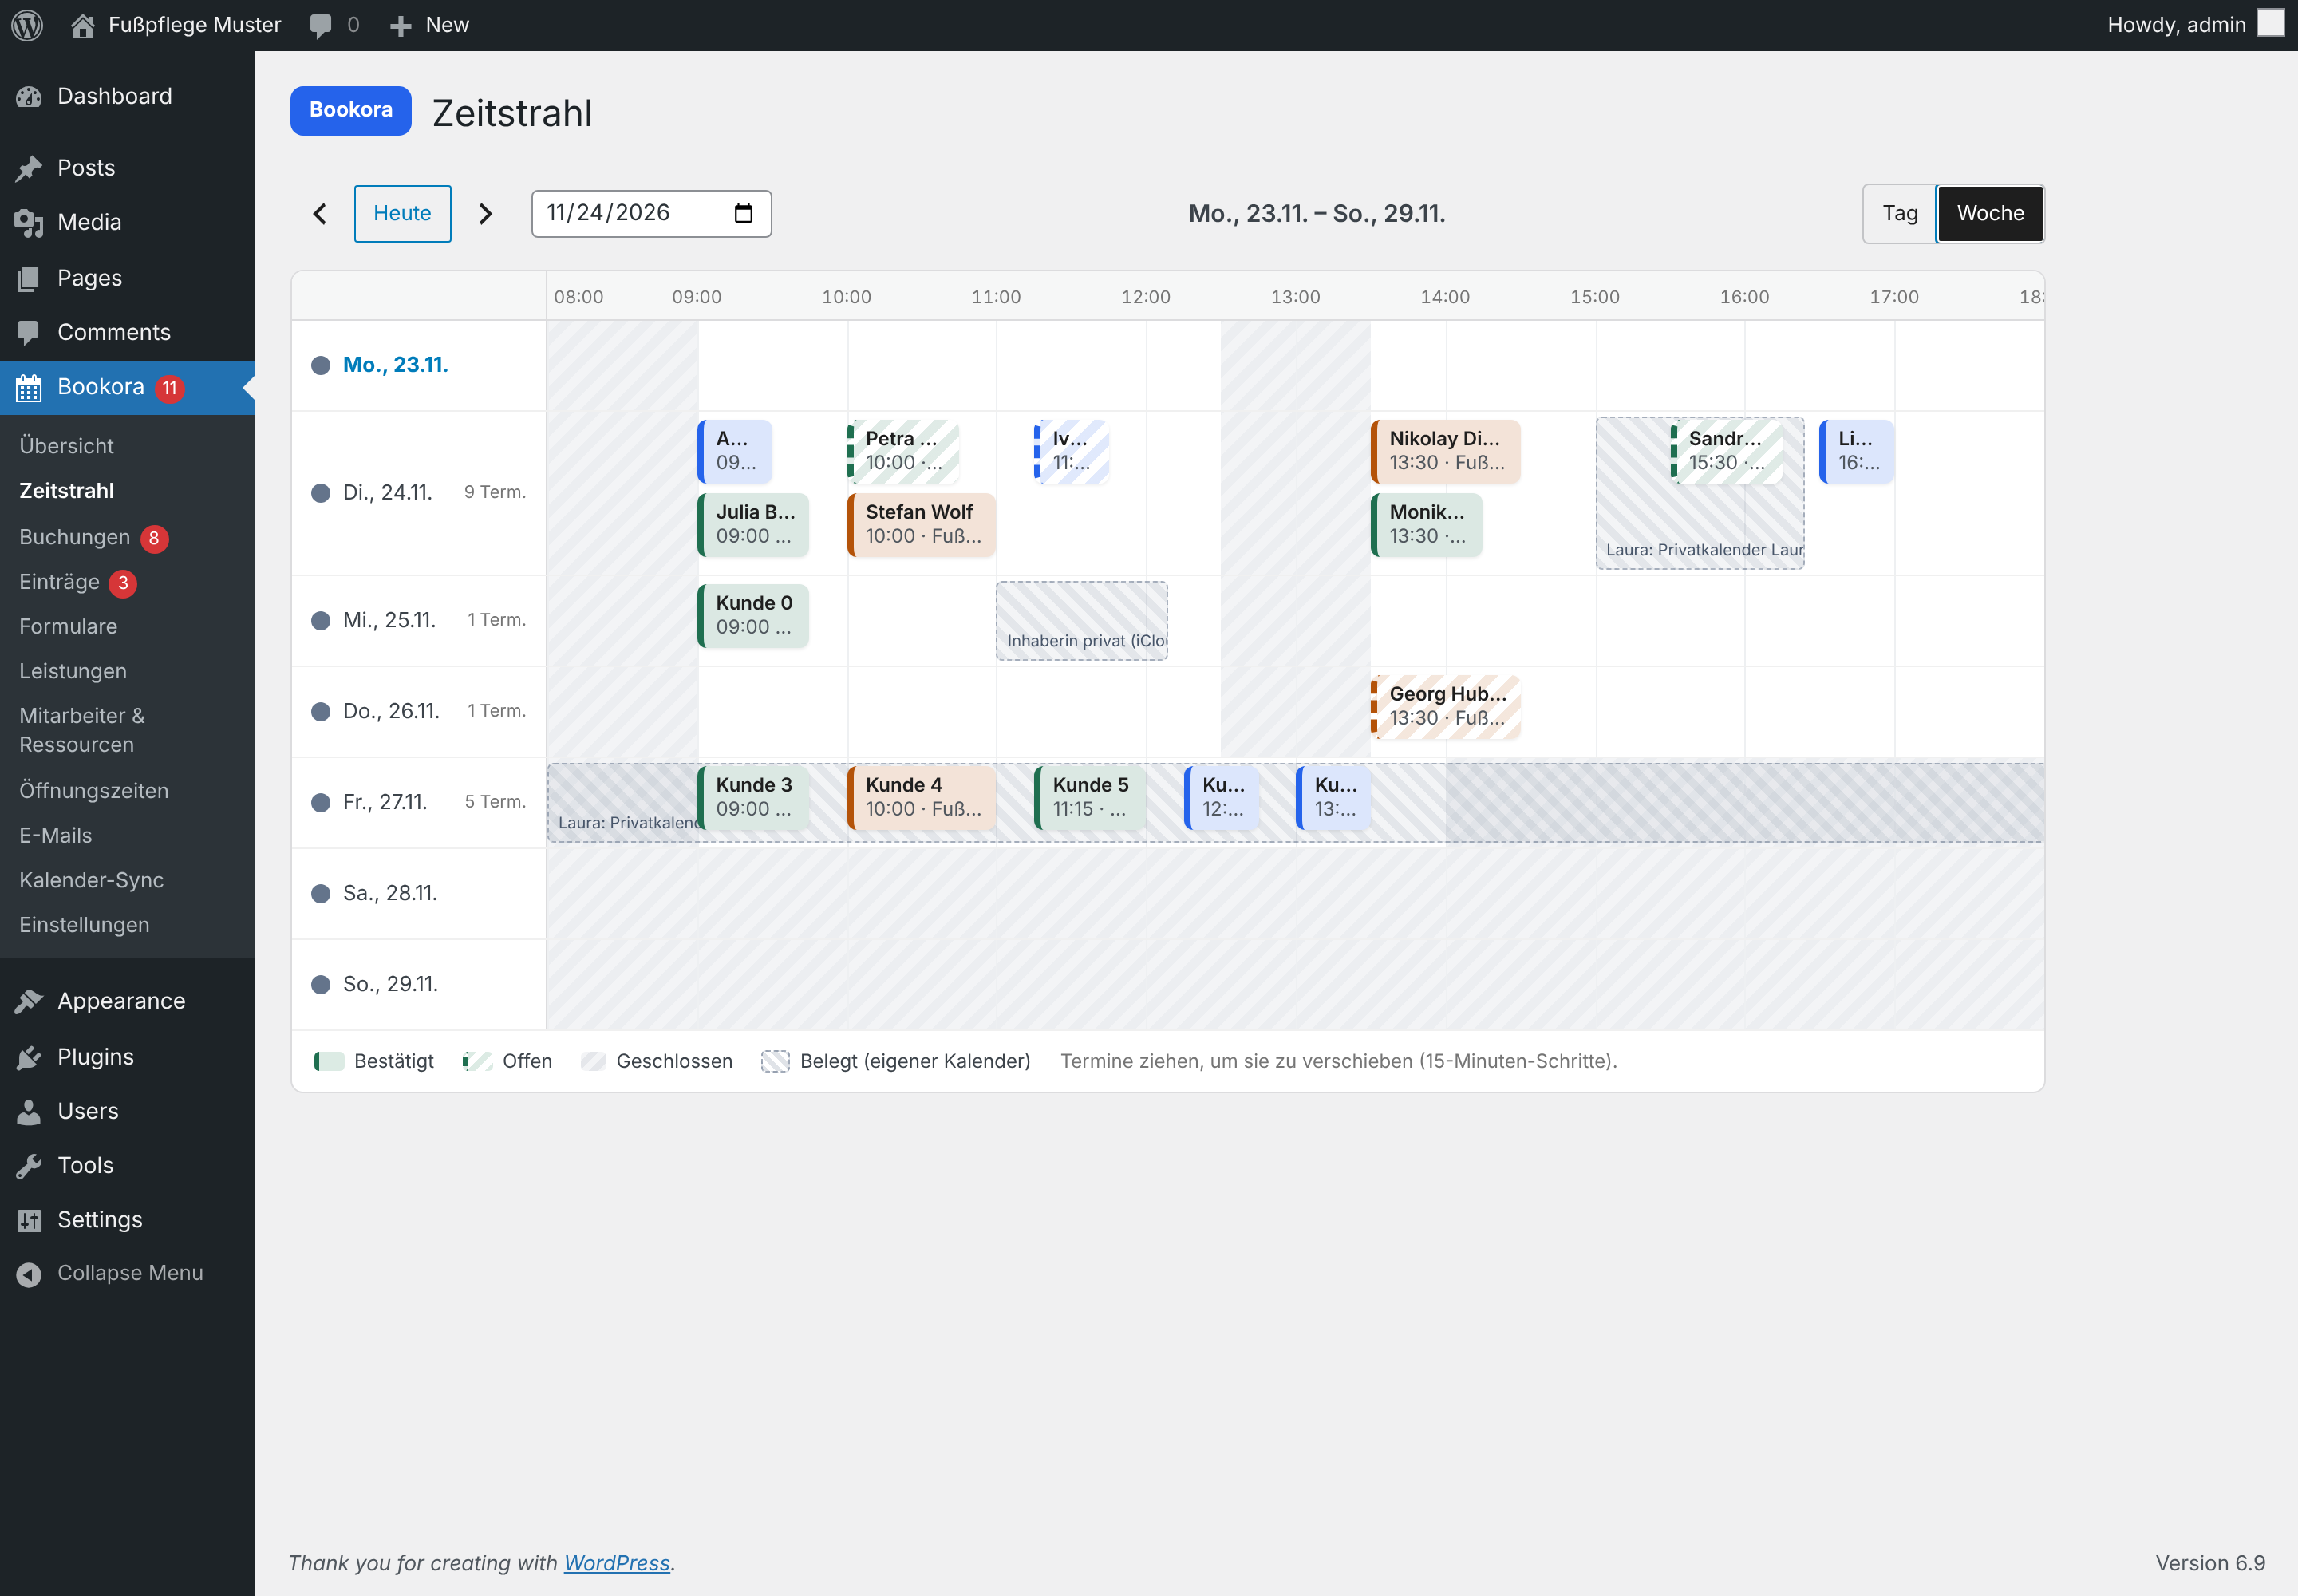 Fußpflege Muster
0
New
Howdy, admin
Dashboard
Posts
Media
Pages
Comments
Bookora 11
Übersicht
Zeitstrahl
Buchungen 8
Einträge 3
Formulare
Leistungen
Mitarbeiter &
Ressourcen
Öffnungszeiten
E-Mails
Kalender-Sync
Einstellungen
Appearance
Plugins
Users
Tools
Settings
Collapse Menu
Bookora Zeitstrahl
Heute
11/24/2026
Mo., 23.11. – So., 29.11.
Tag Woche
08:00 09:00 10:00 11:00 12:00 13:00 14:00 15:00 16:00 17:00 18:
Mo., 23.11.
Di., 24.11. 9 Term.
A...
09...
Petra ...
10:00 ·...
Iv...
11:...
Nikolay Di...
13:30 · Fuß...
Sandr...
15:30 ·...
Li...
16:...
Julia B...
09:00 ...
Stefan Wolf
10:00 · Fuß...
Monik...
13:30 ·...
Laura: Privatkalender Laur
Mi., 25.11. 1 Term.
Kunde 0
09:00 ...
Inhaberin privat (iClo
Do., 26.11. 1 Term.
Georg Hub...
13:30 · Fuß...
Fr., 27.11. 5 Term.
Laura: Privatkalend
Kunde 3
09:00 ...
Kunde 4
10:00 · Fuß...
Kunde 5
11:15 · ...
Ku...
12:...
Ku...
13:...
Sa., 28.11.
So., 29.11.
Bestätigt Offen Geschlossen Belegt (eigener Kalender) Termine ziehen, um sie zu verschieben (15-Minuten-Schritte).
Thank you for creating with WordPress.
Version 6.9